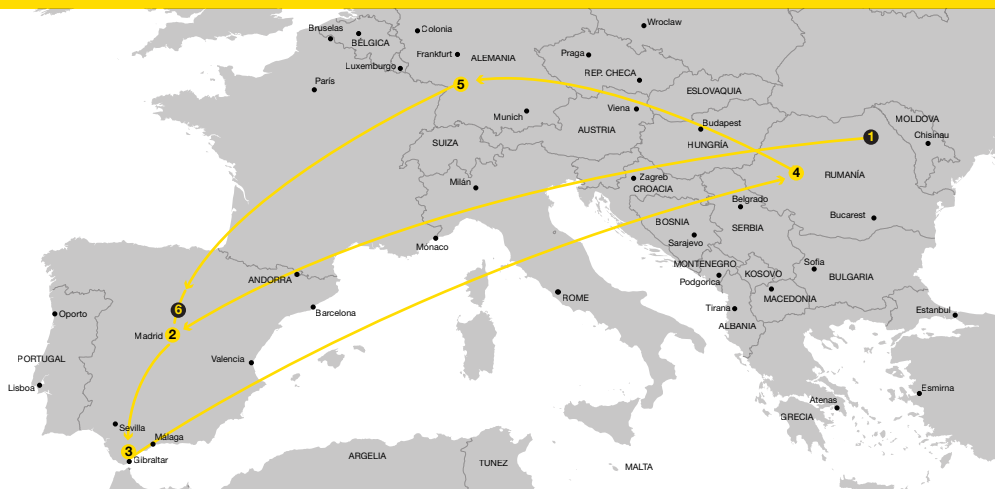 Wroclaw
Bruselas
Colonia
BÉLGICA
Frankfurt
ALEMANIA
Praga
Luxemburgo
REP. CHECA
París
5
ESLOVAQUIA
Viena
Munich
MOLDOVA
Budapest
AUSTRIA
1
Chisinau
SUIZA
HUNGRÍA
4
RUMANÍA
Milán
Zagreb
CROACIA
Belgrado
Bucarest
BOSNIA
SERBIA
Sarajevo
Mónaco
MONTENEGRO
Sofia
KOSOVO
BULGARIA
ANDORRA
Podgorica
ROME
MACEDONIA
6
Tirana
Estanbul
Oporto
Barcelona
ALBANIA
Madrid
2
PORTUGAL
Valencia
Lisboa
Esmirna
Atenas
GRECIA
Sevilla
Málaga
3
Gibraltar
ARGELIA
TUNEZ
MALTA